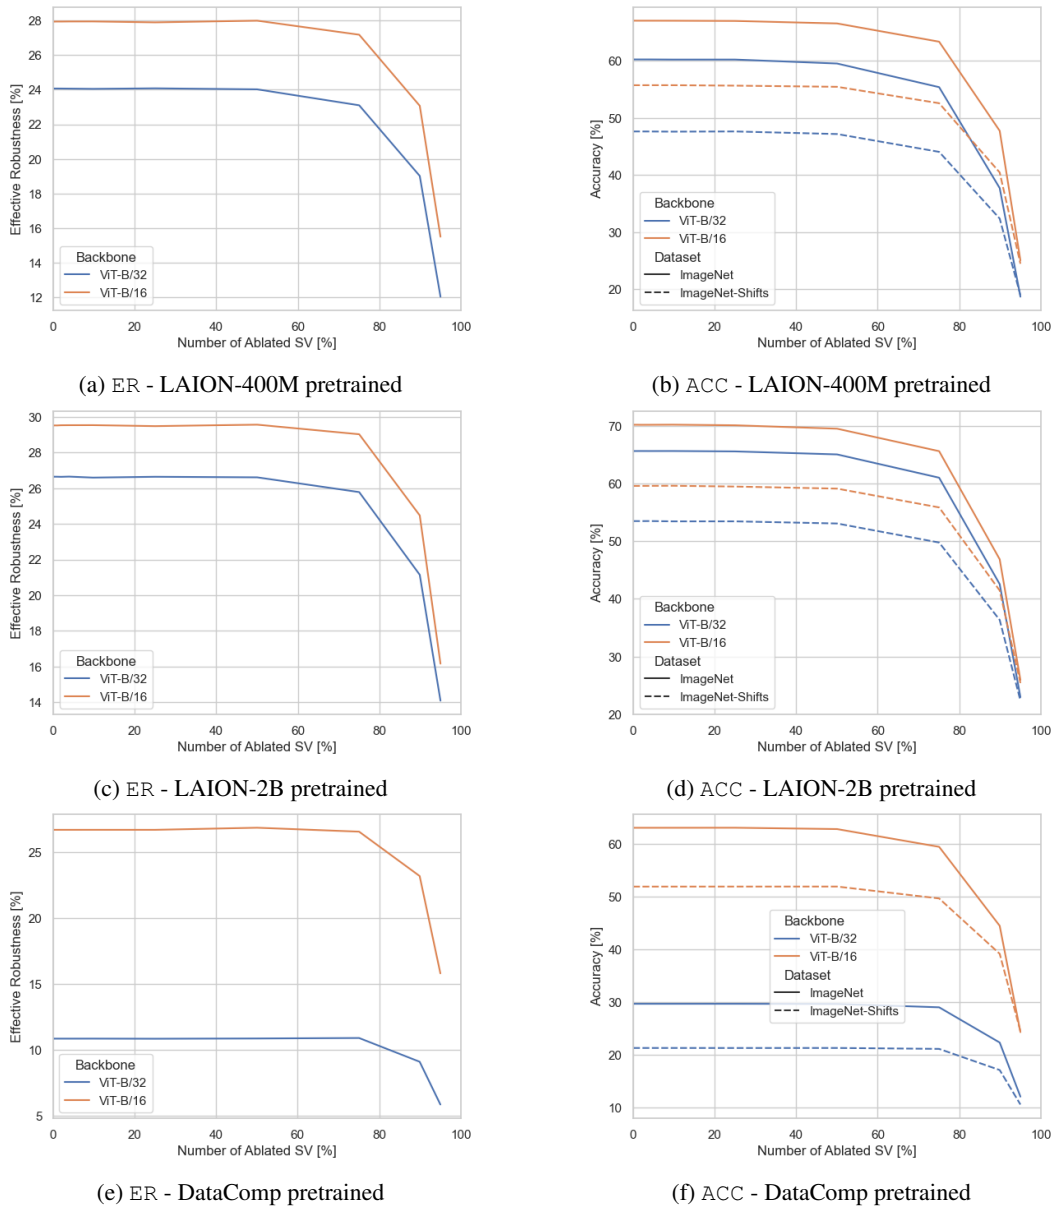 28
26
24
22
20
18
16
14
12
Effective Robustness [%]
Backbone
ViT-B/32
ViT-B/16
0 20 40 60 80 100
Number of Ablated SV [%]
(a) ER - LAION-400M pretrained
60
50
40
30
20
Accuracy [%]
Backbone
ViT-B/32
ViT-B/16
Dataset
ImageNet
ImageNet-Shifts
0 20 40 60 80 100
Number of Ablated SV [%]
(b) ACC - LAION-400M pretrained
30
28
26
24
22
20
18
16
14
Effective Robustness [%]
Backbone
ViT-B/32
ViT-B/16
0 20 40 60 80 100
Number of Ablated SV [%]
(c) ER - LAION-2B pretrained
70
60
50
40
30
20
Accuracy [%]
Backbone
ViT-B/32
ViT-B/16
Dataset
ImageNet
ImageNet-Shifts
0 20 40 60 80 100
Number of Ablated SV [%]
(d) ACC - LAION-2B pretrained
25
20
15
10
5
Effective Robustness [%]
Backbone
ViT-B/32
ViT-B/16
0 20 40 60 80 100
Number of Ablated SV [%]
(e) ER - DataComp pretrained
60
50
40
30
20
10
Accuracy [%]
Backbone
ViT-B/32
ViT-B/16
Dataset
ImageNet
ImageNet-Shifts
0 20 40 60 80 100
Number of Ablated SV [%]
(f) ACC - DataComp pretrained